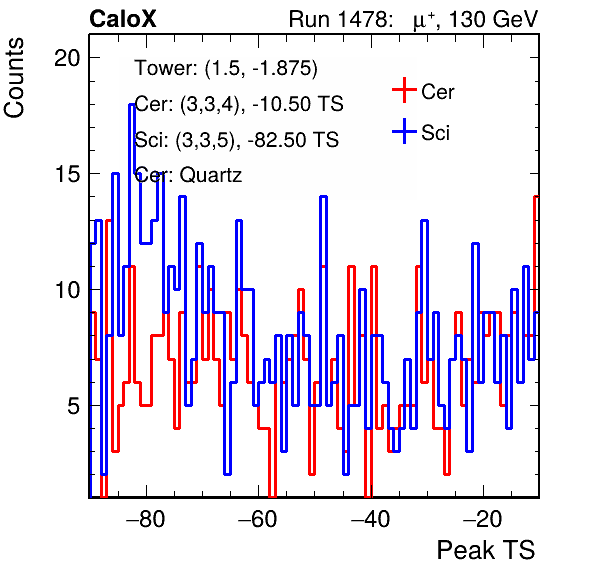 CaloX Run 1478: μ⁺, 130 GeV
Counts
20
15
10
5
Tower: (1.5, -1.875)
Cer: (3,3,4), -10.50 TS
Sci: (3,3,5), -82.50 TS
Cer: Quartz
Cer
Sci
−80 −60 −40 −20
Peak TS